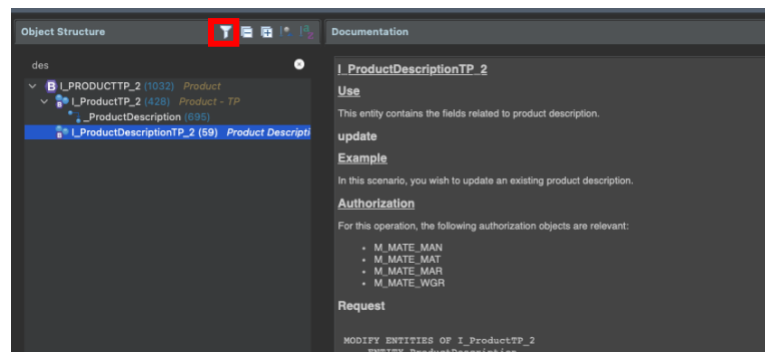 Object Structure
Documentation
des
I_PRODUCTTP_2 (1032) Product
I_ProductTP_2 (428) Product - TP
_ProductDescription (695)
I_ProductDescriptionTP_2 (59) Product Descripti
I_ProductDescriptionTP_2
Use
This entity contains the fields related to product description.
update
Example
In this scenario, you wish to update an existing product description.
Authorization
For this operation, the following authorization objects are relevant:
• M_MATE_MAN
• M_MATE_MAT
• M_MATE_MAR
• M_MATE_WGR
Request
MODIFY ENTITIES OF I_ProductTP_2
ENTITY ProductDescription